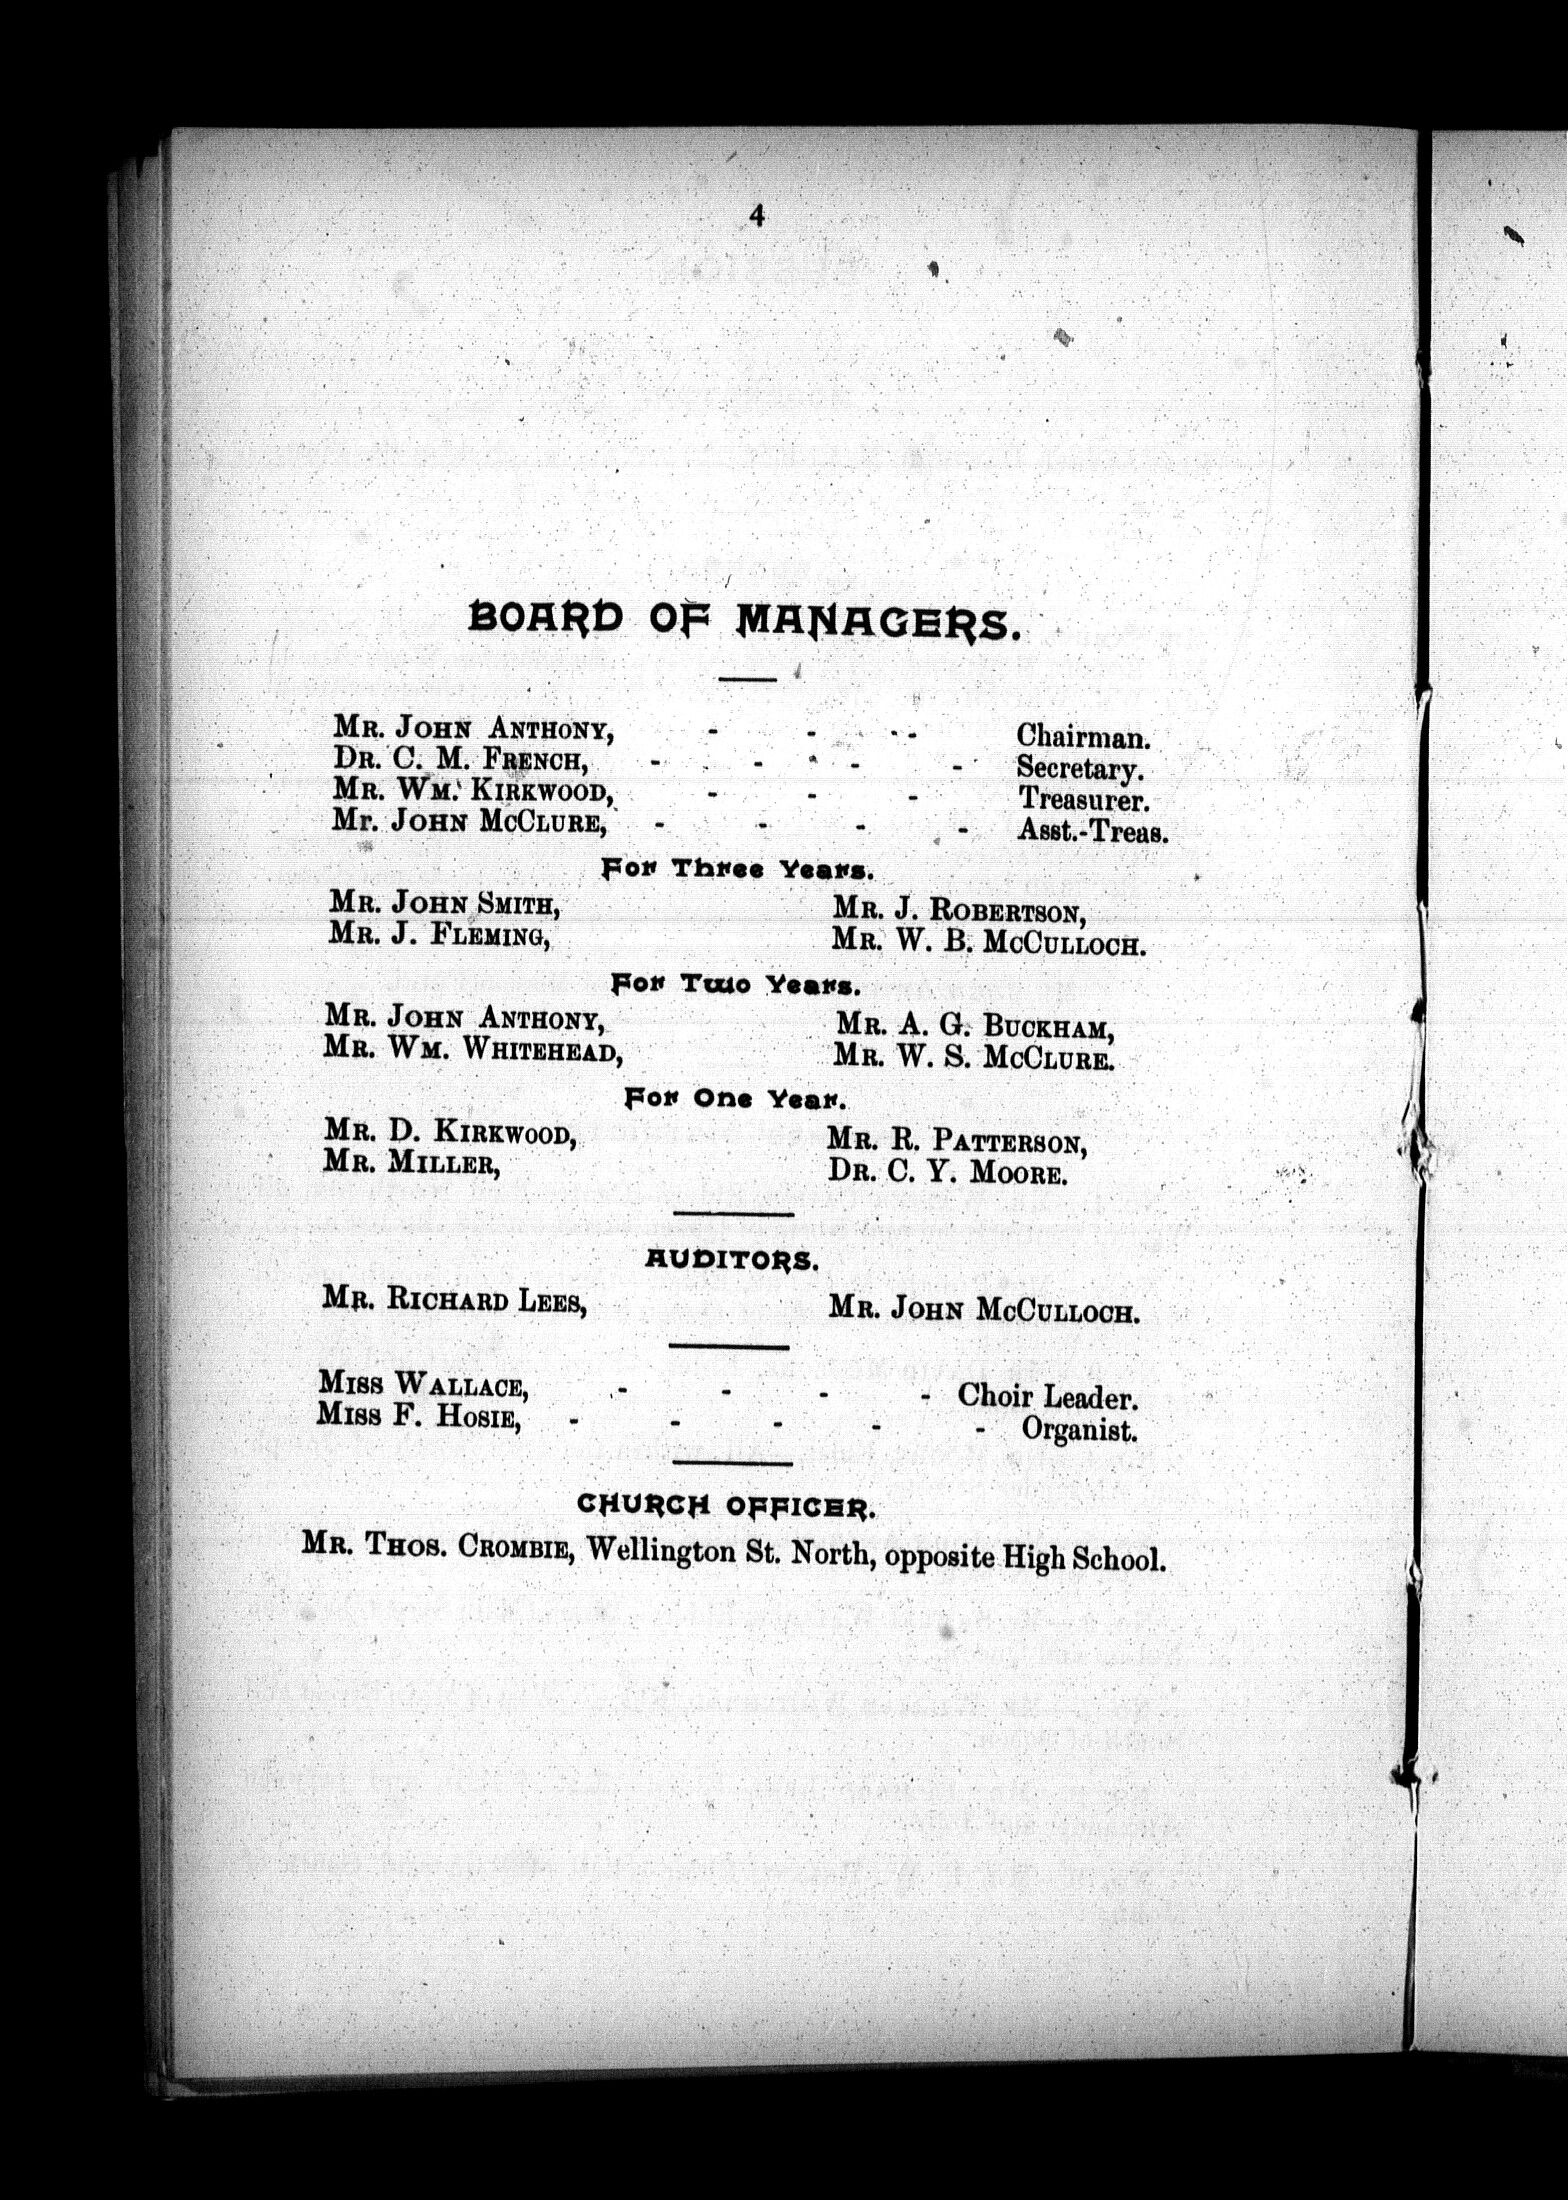 4
BOARD OF MANAGERS.
MR. JOHN ANTHONY, - - - Chairman.
DR. C. M. FRENCH, - - - - Secretary.
MR. WM. KIRKWOOD, - - - Treasurer.
Mr. JOHN MCCLURE, - - - - Asst.-Treas.
For Three Years.
MR. JOHN SMITH, MR. J. ROBERTSON,
MR. J. FLEMING, MR. W. B. MCCULLOCH.
For Two Years.
MR. JOHN ANTHONY, MR. A. G. BUCKHAM,
MR. WM. WHITEHEAD, MR. W. S. MCCLURE.
For One Year.
MR. D. KIRKWOOD, MR. R. PATTERSON,
MR. MILLER, DR. C. Y. MOORE.
AUDITORS.
MR. RICHARD LEES, MR. JOHN MCCULLOCH.
MISS WALLACE, - - - - Choir Leader.
MISS F. HOSIE, - - - - - Organist.
CHURCH OFFICER.
MR. THOS. CROMBIE, Wellington St. North, opposite High School.